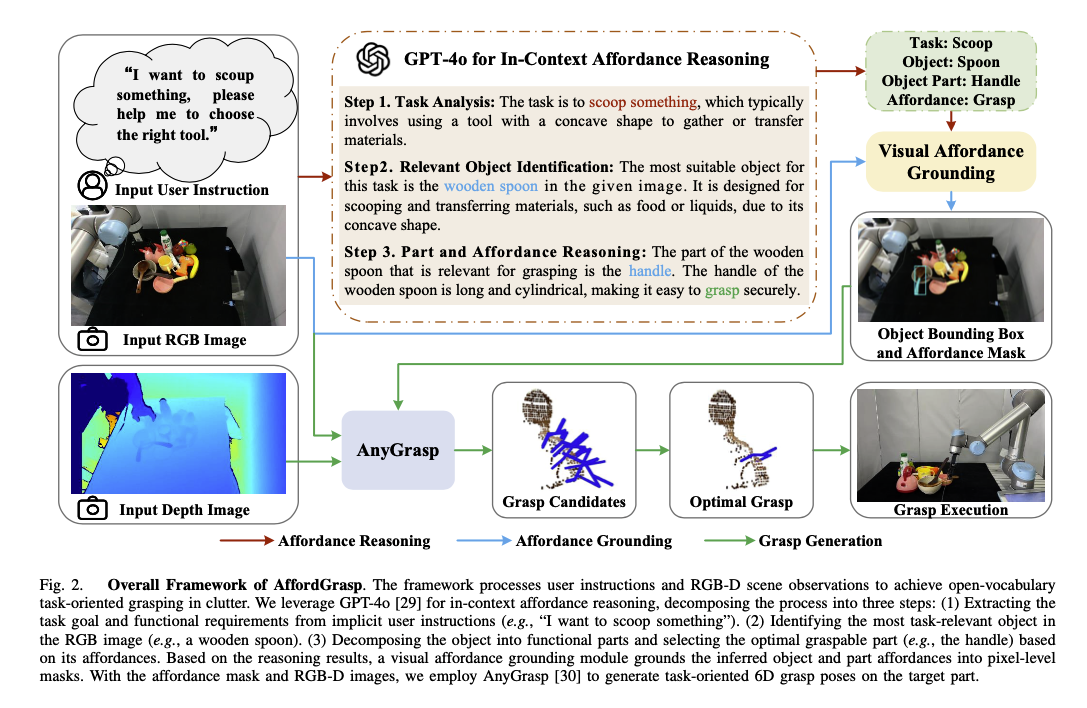 “I want to scoup
something, please
help me to choose
the right tool.”
Input User Instruction
Input RGB Image
Input Depth Image
GPT-4o for In-Context Affordance Reasoning
Step 1. Task Analysis: The task is to scoop something, which typically
involves using a tool with a concave shape to gather or transfer
materials.
Step2. Relevant Object Identification: The most suitable object for
this task is the wooden spoon in the given image. It is designed for
scooping and transferring materials, such as food or liquids, due to its
concave shape.
Step 3. Part and Affordance Reasoning: The part of the wooden
spoon that is relevant for grasping is the handle. The handle of the
wooden spoon is long and cylindrical, making it easy to grasp securely.
Task: Scoop
Object: Spoon
Object Part: Handle
Affordance: Grasp
Visual Affordance
Grounding
Object Bounding Box
and Affordance Mask
AnyGrasp
Grasp Candidates
Optimal Grasp
Grasp Execution
Affordance Reasoning
Affordance Grounding
Grasp Generation
Fig. 2. Overall Framework of AffordGrasp. The framework processes user instructions and RGB-D scene observations to achieve open-vocabulary
task-oriented grasping in clutter. We leverage GPT-4o [29] for in-context affordance reasoning, decomposing the process into three steps: (1) Extracting the
task goal and functional requirements from implicit user instructions (e.g., “I want to scoop something”). (2) Identifying the most task-relevant object in
the RGB image (e.g., a wooden spoon). (3) Decomposing the object into functional parts and selecting the optimal graspable part (e.g., the handle) based
on its affordances. Based on the reasoning results, a visual affordance grounding module grounds the inferred object and part affordances into pixel-level
masks. With the affordance mask and RGB-D images, we employ AnyGrasp [30] to generate task-oriented 6D grasp poses on the target part.